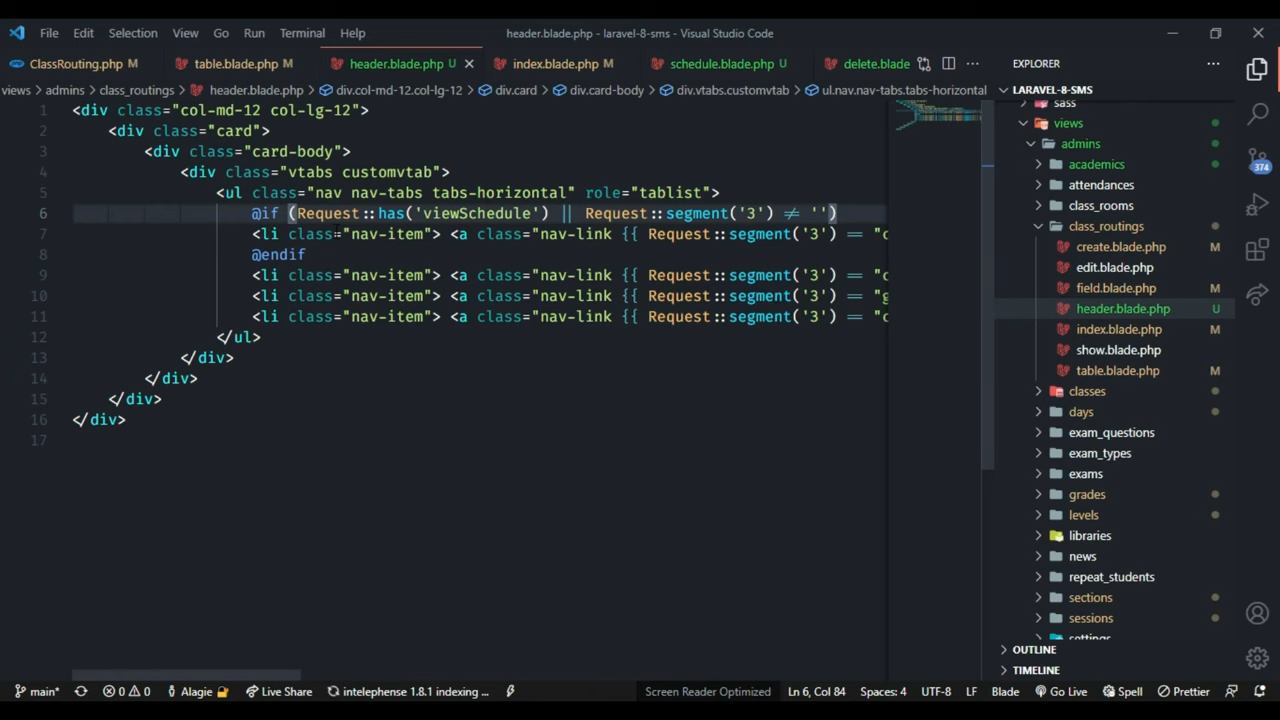 File Edit Selection View Go Run Terminal Help header.blade.php - laravel-8-sms - Visual Studio Code
ClassRouting.php M table.blade.php M header.blade.php U index.blade.php M schedule.blade.php U delete.blade
views > admins > class_routings > header.blade.php > div.col-md-12.col-lg-12 > div.card > div.card-body > div.vtabs.customvtab > ul.nav.nav-tabs.tabs-horizontal
1 <div class="col-md-12 col-lg-12">
2 <div class="card">
3 <div class="card-body">
4 <div class="vtabs customvtab">
5 <ul class="nav nav-tabs tabs-horizontal" role="tablist">
6 @if (Request::has('viewSchedule') || Request::segment('3') != '')
7 <li class="nav-item"> <a class="nav-link {{ Request::segment('3') == "c
8 @endif
9 <li class="nav-item"> <a class="nav-link {{ Request::segment('3') == "c
10 <li class="nav-item"> <a class="nav-link {{ Request::segment('3') == "g
11 <li class="nav-item"> <a class="nav-link {{ Request::segment('3') == "c
12 </ul>
13 </div>
14 </div>
15 </div>
16 </div>
17
EXPLORER
LARAVEL-8-SMS
sass
views
admins
academics
attendances
class_rooms
class_routings
create.blade.php M
edit.blade.php
field.blade.php M
header.blade.php U
index.blade.php M
show.blade.php
table.blade.php M
classes
days
exam_questions
exam_types
exams
grades
levels
libraries
news
repeat_students
sections
sessions
settings
OUTLINE
TIMELINE
374
main* 0 0 Alagie Live Share intelephense 1.8.1 indexing ... Screen Reader Optimized Ln 6, Col 84 Spaces: 4 UTF-8 LF Blade Go Live Spell Prettier